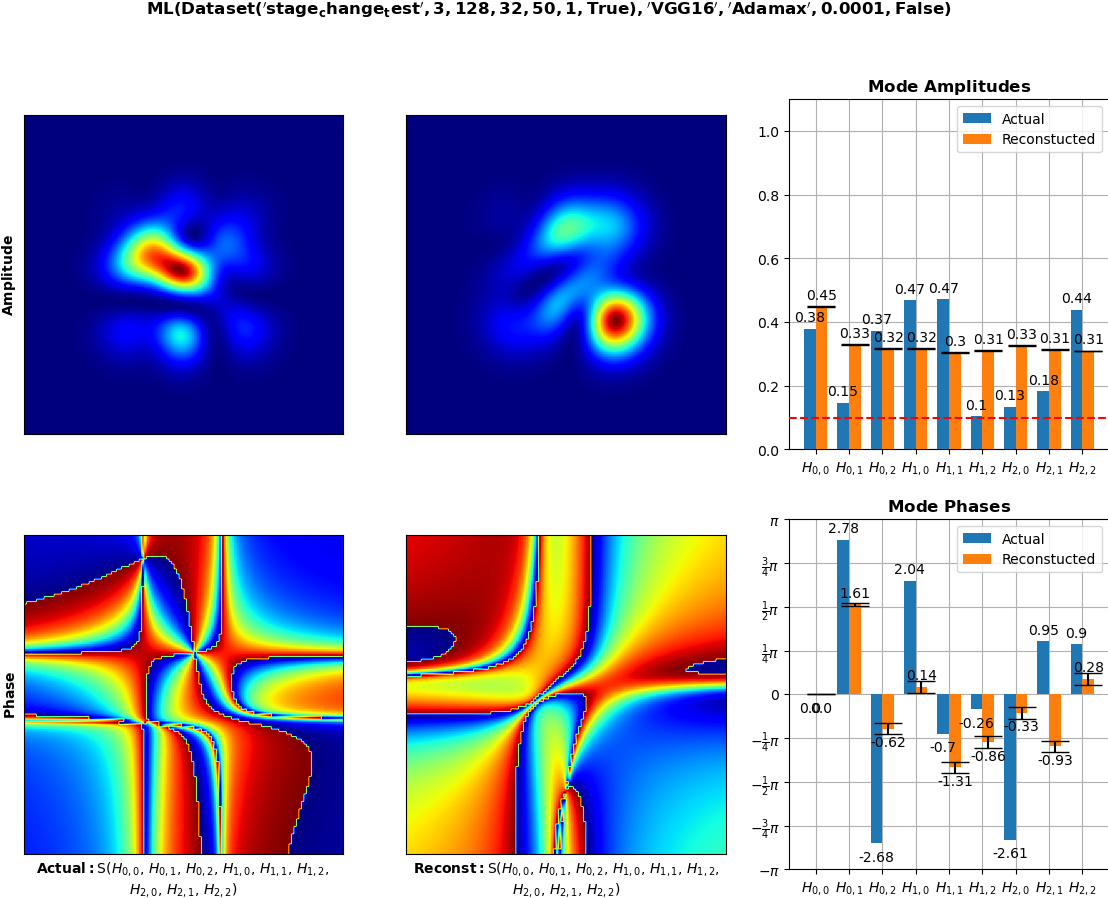 ML(Dataset('stage_change_test', 3, 128, 32, 50, 1, True), 'VGG16', 'Adamax', 0.0001, False)
Amplitude
Mode Amplitudes
Actual
Reconstucted
1.0
0.8
0.6
0.4
0.2
0.0
0.38
0.45
0.15
0.33
0.37
0.32
0.47
0.32
0.47
0.3
0.1
0.31
0.13
0.33
0.18
0.31
0.44
0.31
H0,0 H0,1 H0,2 H1,0 H1,1 H1,2 H2,0 H2,1 H2,2
Phase
Mode Phases
Actual
Reconstucted
π
3/4π
1/2π
1/4π
0
−1/4π
−1/2π
−3/4π
−π
0.0
0.0
2.78
1.61
-2.68
-0.62
2.04
0.14
-0.7
-1.31
-0.26
-0.86
-2.61
-0.33
0.95
-0.93
0.9
0.28
H0,0 H0,1 H0,2 H1,0 H1,1 H1,2 H2,0 H2,1 H2,2
Actual: S(H0,0, H0,1, H0,2, H1,0, H1,1, H1,2,
H2,0, H2,1, H2,2)
Reconst: S(H0,0, H0,1, H0,2, H1,0, H1,1, H1,2,
H2,0, H2,1, H2,2)